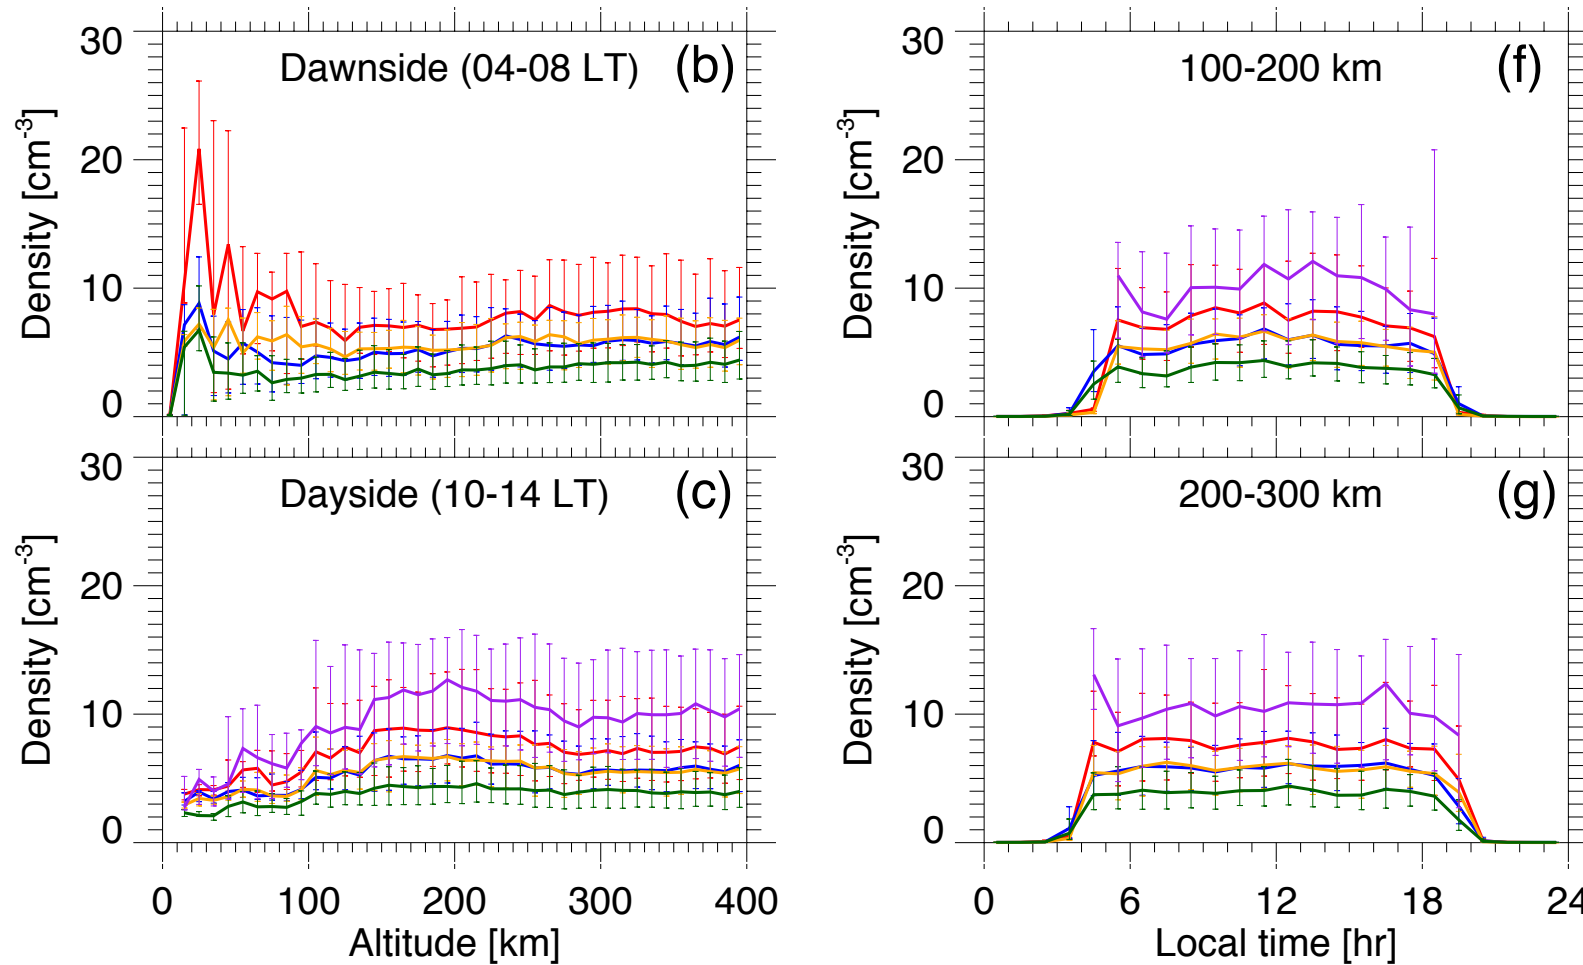 Dawnside (04-08 LT) (b)
30
20
10
0
Density [cm-3]
100-200 km (f)
30
20
10
0
Density [cm-3]
Dayside (10-14 LT) (c)
30
20
10
0
Density [cm-3]
0 100 200 300 400
Altitude [km]
200-300 km (g)
30
20
10
0
Density [cm-3]
0 6 12 18 24
Local time [hr]